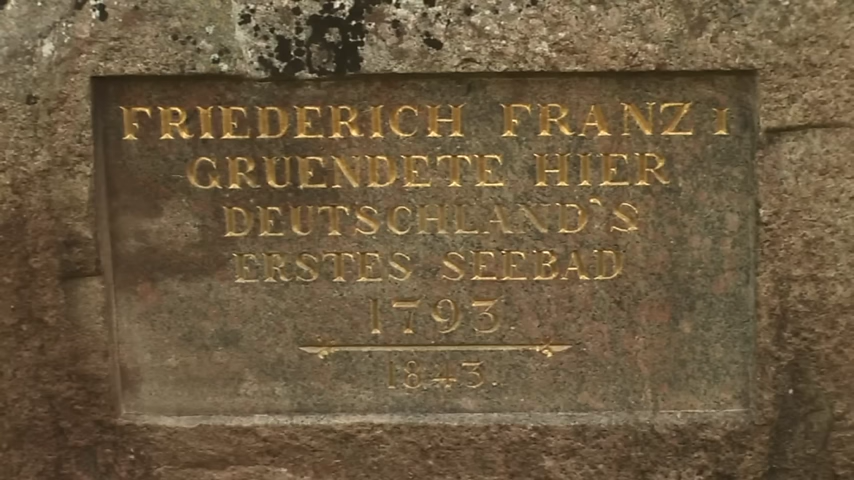 FRIEDERICH FRANZ I
GRUENDETE HIER
DEUTSCHLAND'S
ERSTES SEEBAD
1793
1843.